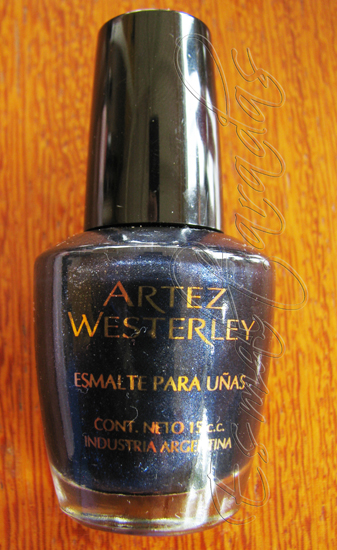 ARTEZ
WESTERLEY
ESMALTE PARA UÑAS
CONT. NETO 15 c.c.
INDUSTRIA ARGENTINA